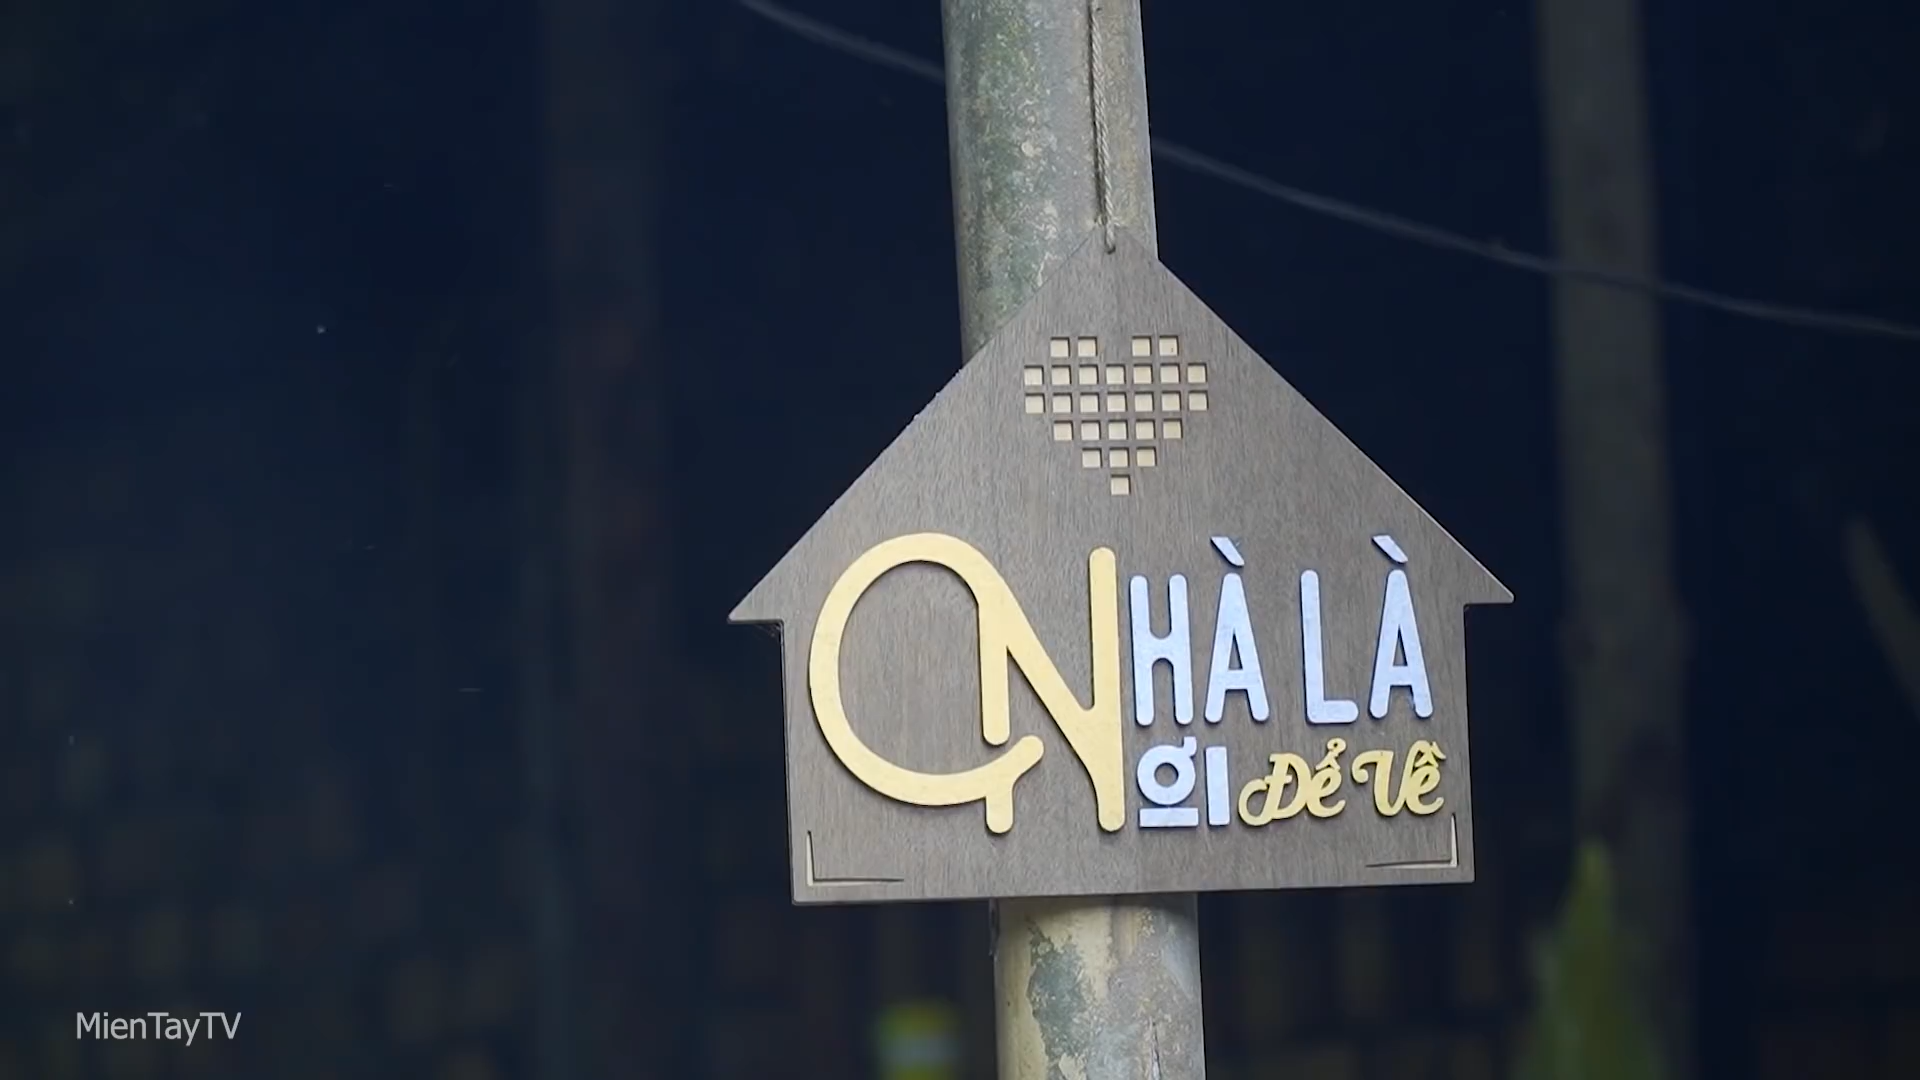 NHÀ LÀ
NƠI Để Về
MienTayTV